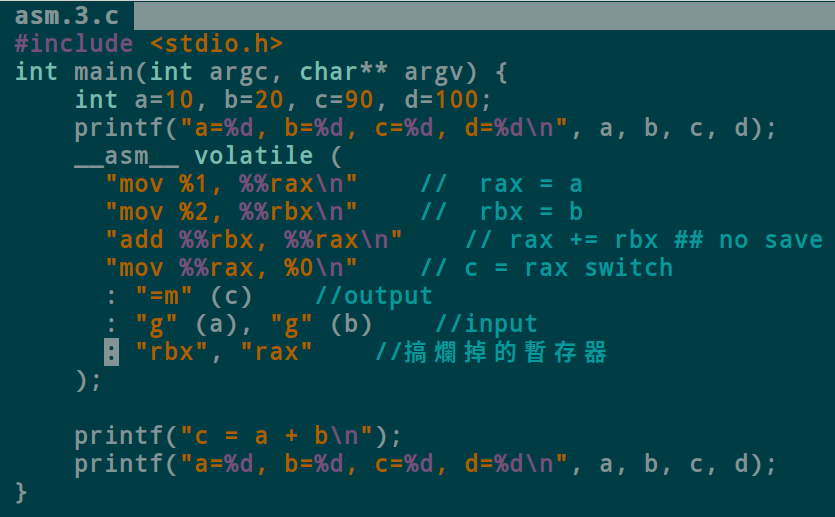 asm.3.c
#include <stdio.h>
int main(int argc, char** argv) {
    int a=10, b=20, c=90, d=100;
    printf("a=%d, b=%d, c=%d, d=%d\n", a, b, c, d);
    __asm__ volatile (
      "mov %1, %%rax\n"    //  rax = a
      "mov %2, %%rbx\n"    //  rbx = b
      "add %%rbx, %%rax\n"    // rax += rbx ## no save
      "mov %%rax, %0\n"    // c = rax switch
      : "=m" (c)    //output
      : "g" (a), "g" (b)    //input
      : "rbx", "rax"    //搞爛掉的暫存器
    );

    printf("c = a + b\n");
    printf("a=%d, b=%d, c=%d, d=%d\n", a, b, c, d);
}